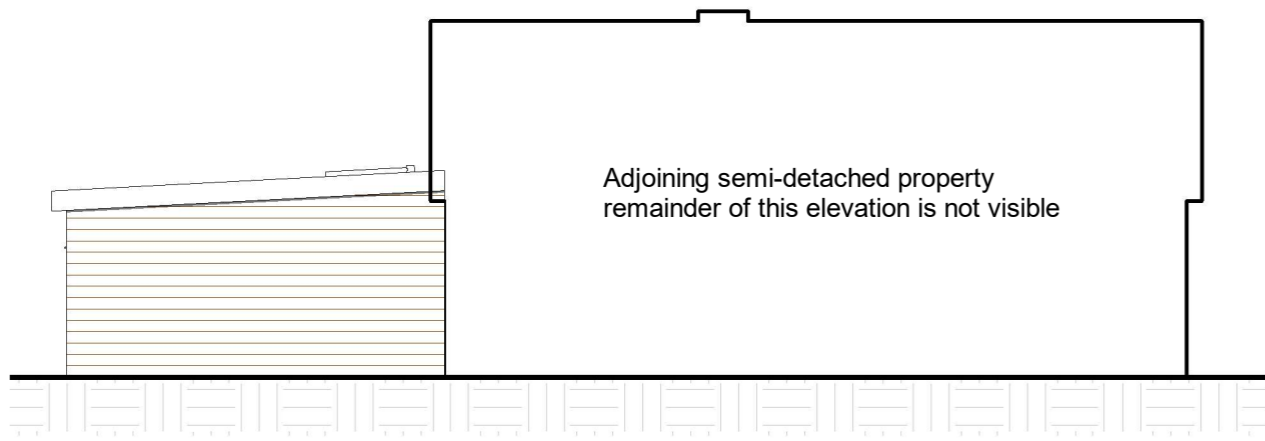 Adjoining semi-detached property
remainder of this elevation is not visible